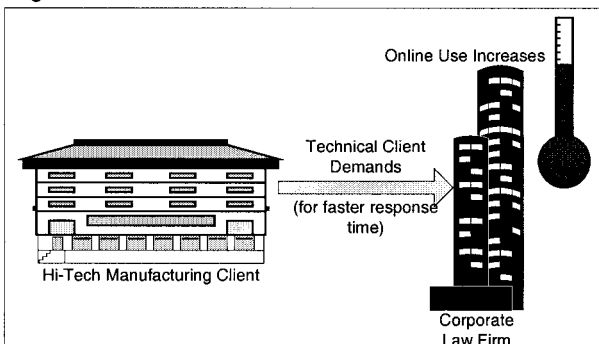 Online Use Increases
Technical Client
Demands
(for faster response
time)
Hi-Tech Manufacturing Client
Corporate
Law Firm